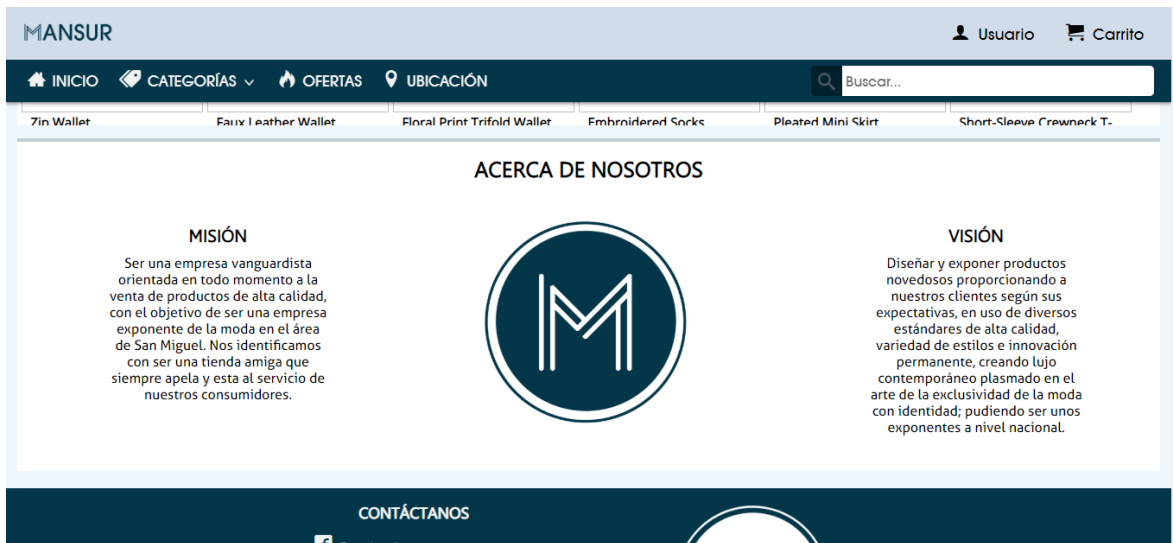 MANSUR
Usuario
Carrito
INICIO
CATEGORÍAS
OFERTAS
UBICACIÓN
Buscar...
Zip Wallet
Faux Leather Wallet
Floral Print Trifold Wallet
Embroidered Socks
Pleated Mini Skirt
Short-Sleeve Crewneck T-
ACERCA DE NOSOTROS
MISIÓN
Ser una empresa vanguardista
orientada en todo momento a la
venta de productos de alta calidad,
con el objetivo de ser una empresa
exponente de la moda en el área
de San Miguel. Nos identificamos
con ser una tienda amiga que
siempre apela y esta al servicio de
nuestros consumidores.
M
VISIÓN
Diseñar y exponer productos
novedosos proporcionando a
nuestros clientes según sus
expectativas, en uso de diversos
estándares de alta calidad,
variedad de estilos e innovación
permanente, creando lujo
contemporáneo plasmado en el
arte de la exclusividad de la moda
con identidad; pudiendo ser unos
exponentes a nivel nacional.
CONTÁCTANOS